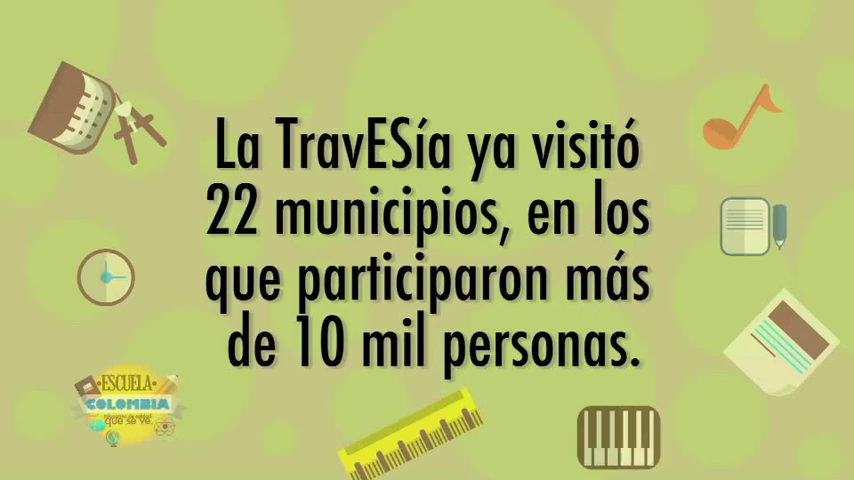 La TravESía ya visitó
22 municipios, en los
que participaron más
de 10 mil personas.
ESCUELA
COLOMBIA
que se ve.